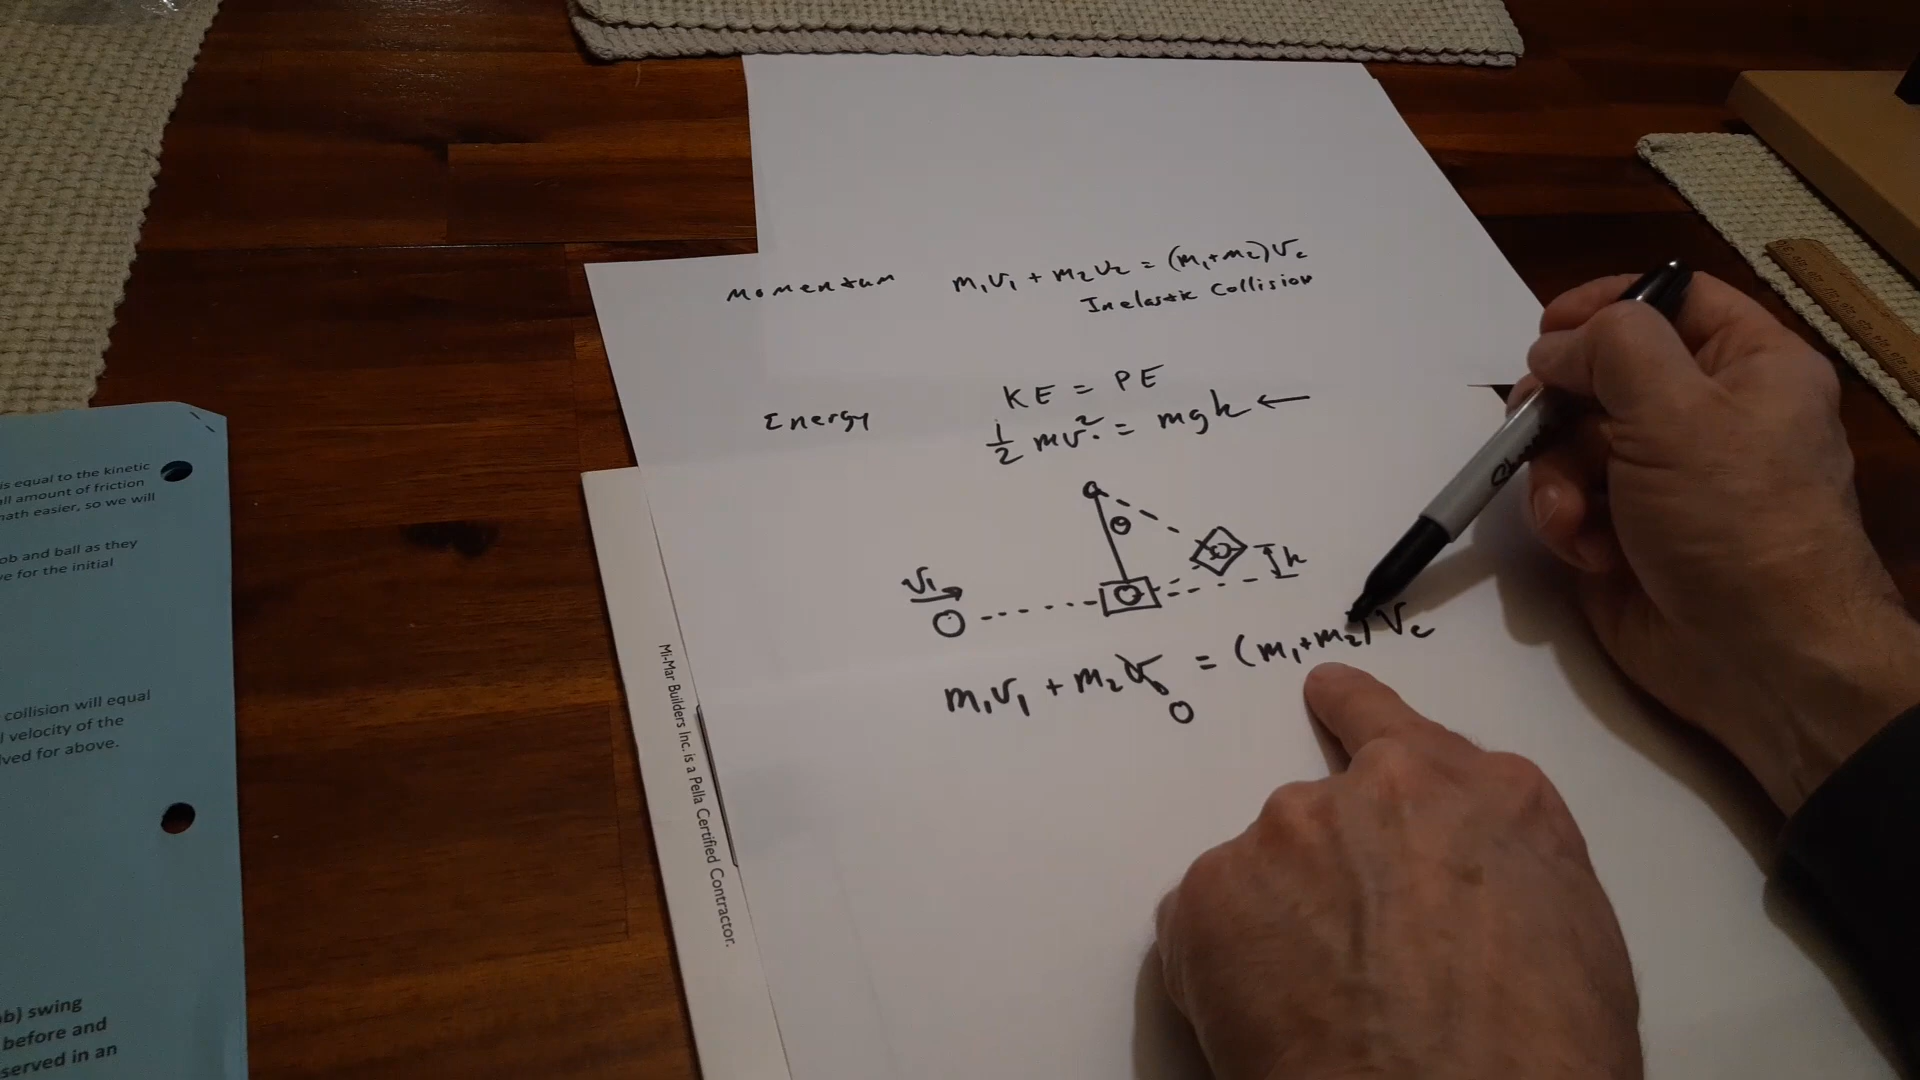 Momentum m₁v₁ + m₂v₂ = (m₁+m₂)v꜀
Inelastic Collision
KE = PE
Energy ½ mv² = mgh ←
θ
h
v₁
m₁v₁ + m₂v = (m₁+m₂)v꜀
0
is equal to the kinetic
all amount of friction
math easier, so we will
ob and ball as they
ve for the initial
collision will equal
l velocity of the
lved for above.
b) swing
before and
served in an
Mi-Mar Builders Inc. is a Pella Certified Contractor.